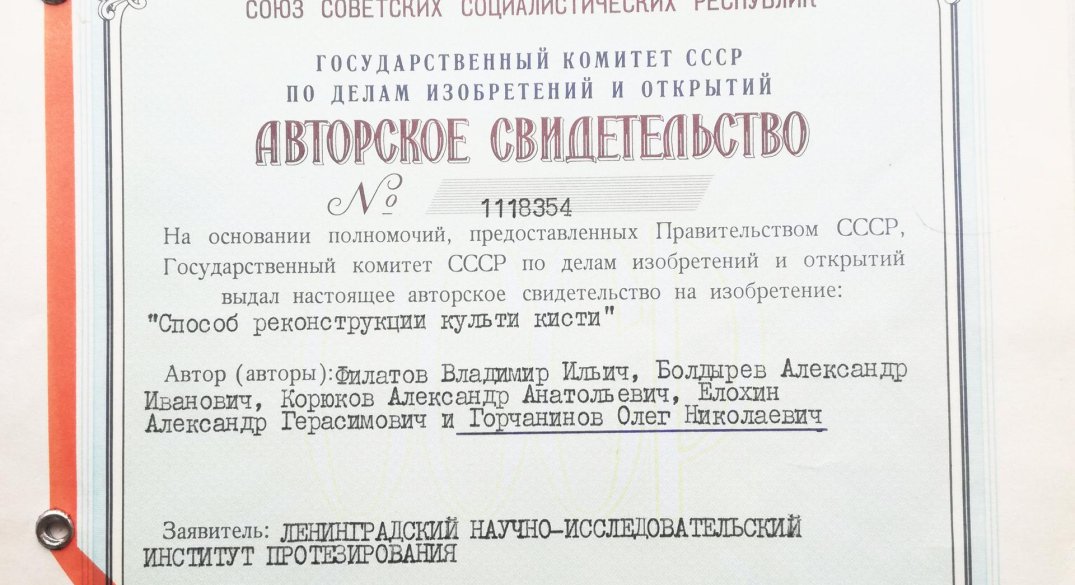 СОЮЗ СОВЕТСКИХ СОЦИАЛИСТИЧЕСКИХ РЕСПУБЛИК
ГОСУДАРСТВЕННЫЙ КОМИТЕТ СССР
ПО ДЕЛАМ ИЗОБРЕТЕНИЙ И ОТКРЫТИЙ
АВТОРСКОЕ СВИДЕТЕЛЬСТВО
№ 1118354
На основании полномочий, предоставленных Правительством СССР,
Государственный комитет СССР по делам изобретений и открытий
выдал настоящее авторское свидетельство на изобретение:
"Способ реконструкции культи кисти"
Автор (авторы): Филатов Владимир Ильич, Болдырев Александр
Иванович, Корюков Александр Анатольевич, Елохин
Александр Герасимович и Горчанинов Олег Николаевич
Заявитель: ЛЕНИНГРАДСКИЙ НАУЧНО-ИССЛЕДОВАТЕЛЬСКИЙ
ИНСТИТУТ ПРОТЕЗИРОВАНИЯ